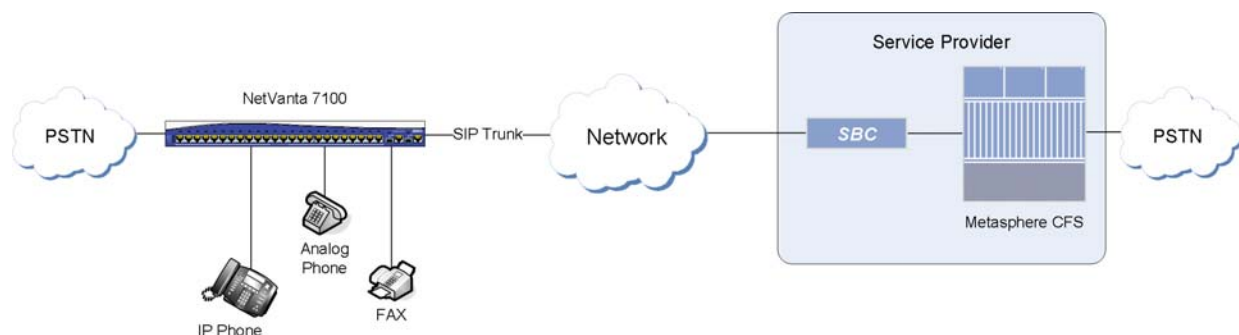 Service Provider
NetVanta 7100
PSTN
SIP Trunk
Network
SBC
PSTN
Metasphere CFS
Analog
Phone
FAX
IP Phone